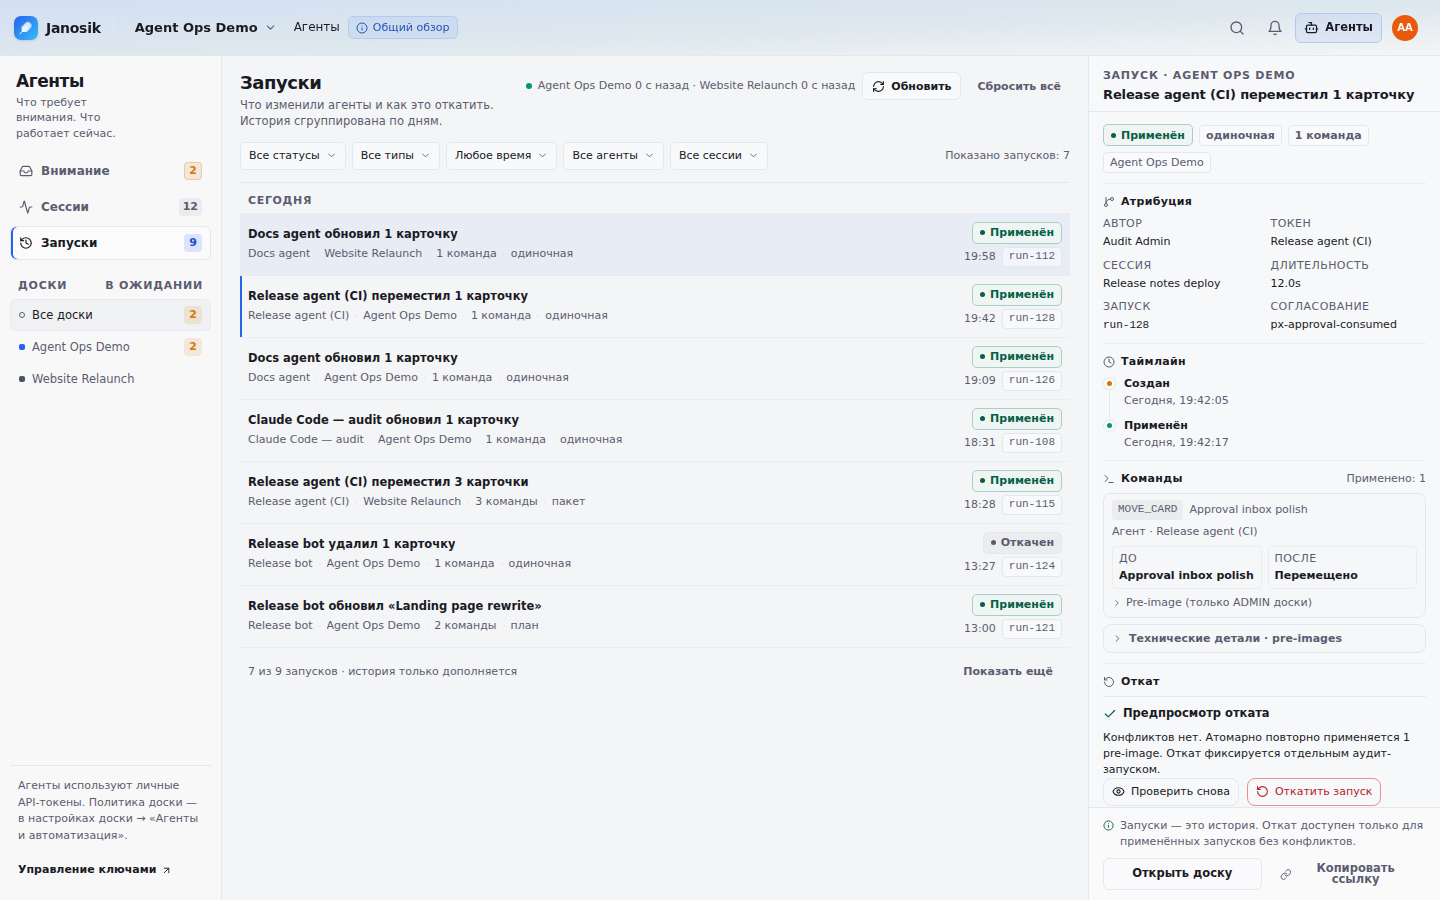 Janosik
Agent Ops Demo
Агенты
Общий обзор
Агенты
AA
Агенты
Что требует
внимания. Что
работает сейчас.
Внимание 2
Сессии 12
Запуски 9
ДОСКИ В ОЖИДАНИИ
Все доски 2
Agent Ops Demo 2
Website Relaunch
Агенты используют личные
API-токены. Политика доски —
в настройках доски → «Агенты
и автоматизация».
Управление ключами
Запуски
Что изменили агенты и как это откатить.
История сгруппирована по дням.
Agent Ops Demo 0 с назад · Website Relaunch 0 с назад
Обновить
Сбросить всё
Все статусы
Все типы
Любое время
Все агенты
Все сессии
Показано запусков: 7
СЕГОДНЯ
Docs agent обновил 1 карточку
Применён
Docs agent Website Relaunch 1 команда одиночная
19:58 run-112
Release agent (CI) переместил 1 карточку
Применён
Release agent (CI) · Agent Ops Demo · 1 команда · одиночная
19:42 run-128
Docs agent обновил 1 карточку
Применён
Docs agent · Agent Ops Demo · 1 команда · одиночная
19:09 run-126
Claude Code — audit обновил 1 карточку
Применён
Claude Code — audit · Agent Ops Demo · 1 команда · одиночная
18:31 run-108
Release agent (CI) переместил 3 карточки
Применён
Release agent (CI) · Website Relaunch · 3 команды · пакет
18:28 run-115
Release bot удалил 1 карточку
Откачен
Release bot · Agent Ops Demo · 1 команда · одиночная
13:27 run-124
Release bot обновил «Landing page rewrite»
Применён
Release bot · Agent Ops Demo · 2 команды · план
13:00 run-121
7 из 9 запусков · история только дополняется
Показать ещё
ЗАПУСК · AGENT OPS DEMO
Release agent (CI) переместил 1 карточку
Применён
одиночная
1 команда
Agent Ops Demo
Атрибуция
АВТОР ТОКЕН
Audit Admin Release agent (CI)
СЕССИЯ ДЛИТЕЛЬНОСТЬ
Release notes deploy 12.0s
ЗАПУСК СОГЛАСОВАНИЕ
run-128 px-approval-consumed
Таймлайн
Создан
Сегодня, 19:42:05
Применён
Сегодня, 19:42:17
Команды Применено: 1
MOVE_CARD Approval inbox polish
Агент · Release agent (CI)
ДО ПОСЛЕ
Approval inbox polish Перемещено
Pre-image (только ADMIN доски)
Технические детали · pre-images
Откат
Предпросмотр отката
Конфликтов нет. Атомарно повторно применяется 1
pre-image. Откат фиксируется отдельным аудит-
запуском.
Проверить снова
Откатить запуск
Запуски — это история. Откат доступен только для
применённых запусков без конфликтов.
Открыть доску
Копировать
ссылку